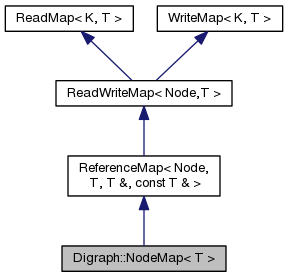 ReadMap< K, T >
WriteMap< K, T >
ReadWriteMap< Node,T >
ReferenceMap< Node,
T, T &, const T & >
Digraph::NodeMap< T >